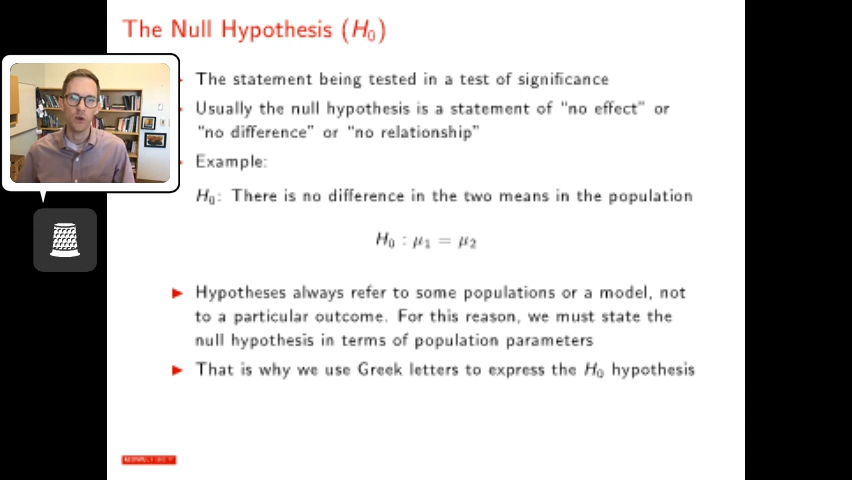 The Null Hypothesis (H₀)
The statement being tested in a test of significance
Usually the null hypothesis is a statement of "no effect" or
"no difference" or "no relationship"
Example:
H₀: There is no difference in the two means in the population
H₀ : μ₁ = μ₂
Hypotheses always refer to some populations or a model, not
to a particular outcome. For this reason, we must state the
null hypothesis in terms of population parameters
That is why we use Greek letters to express the H₀ hypothesis